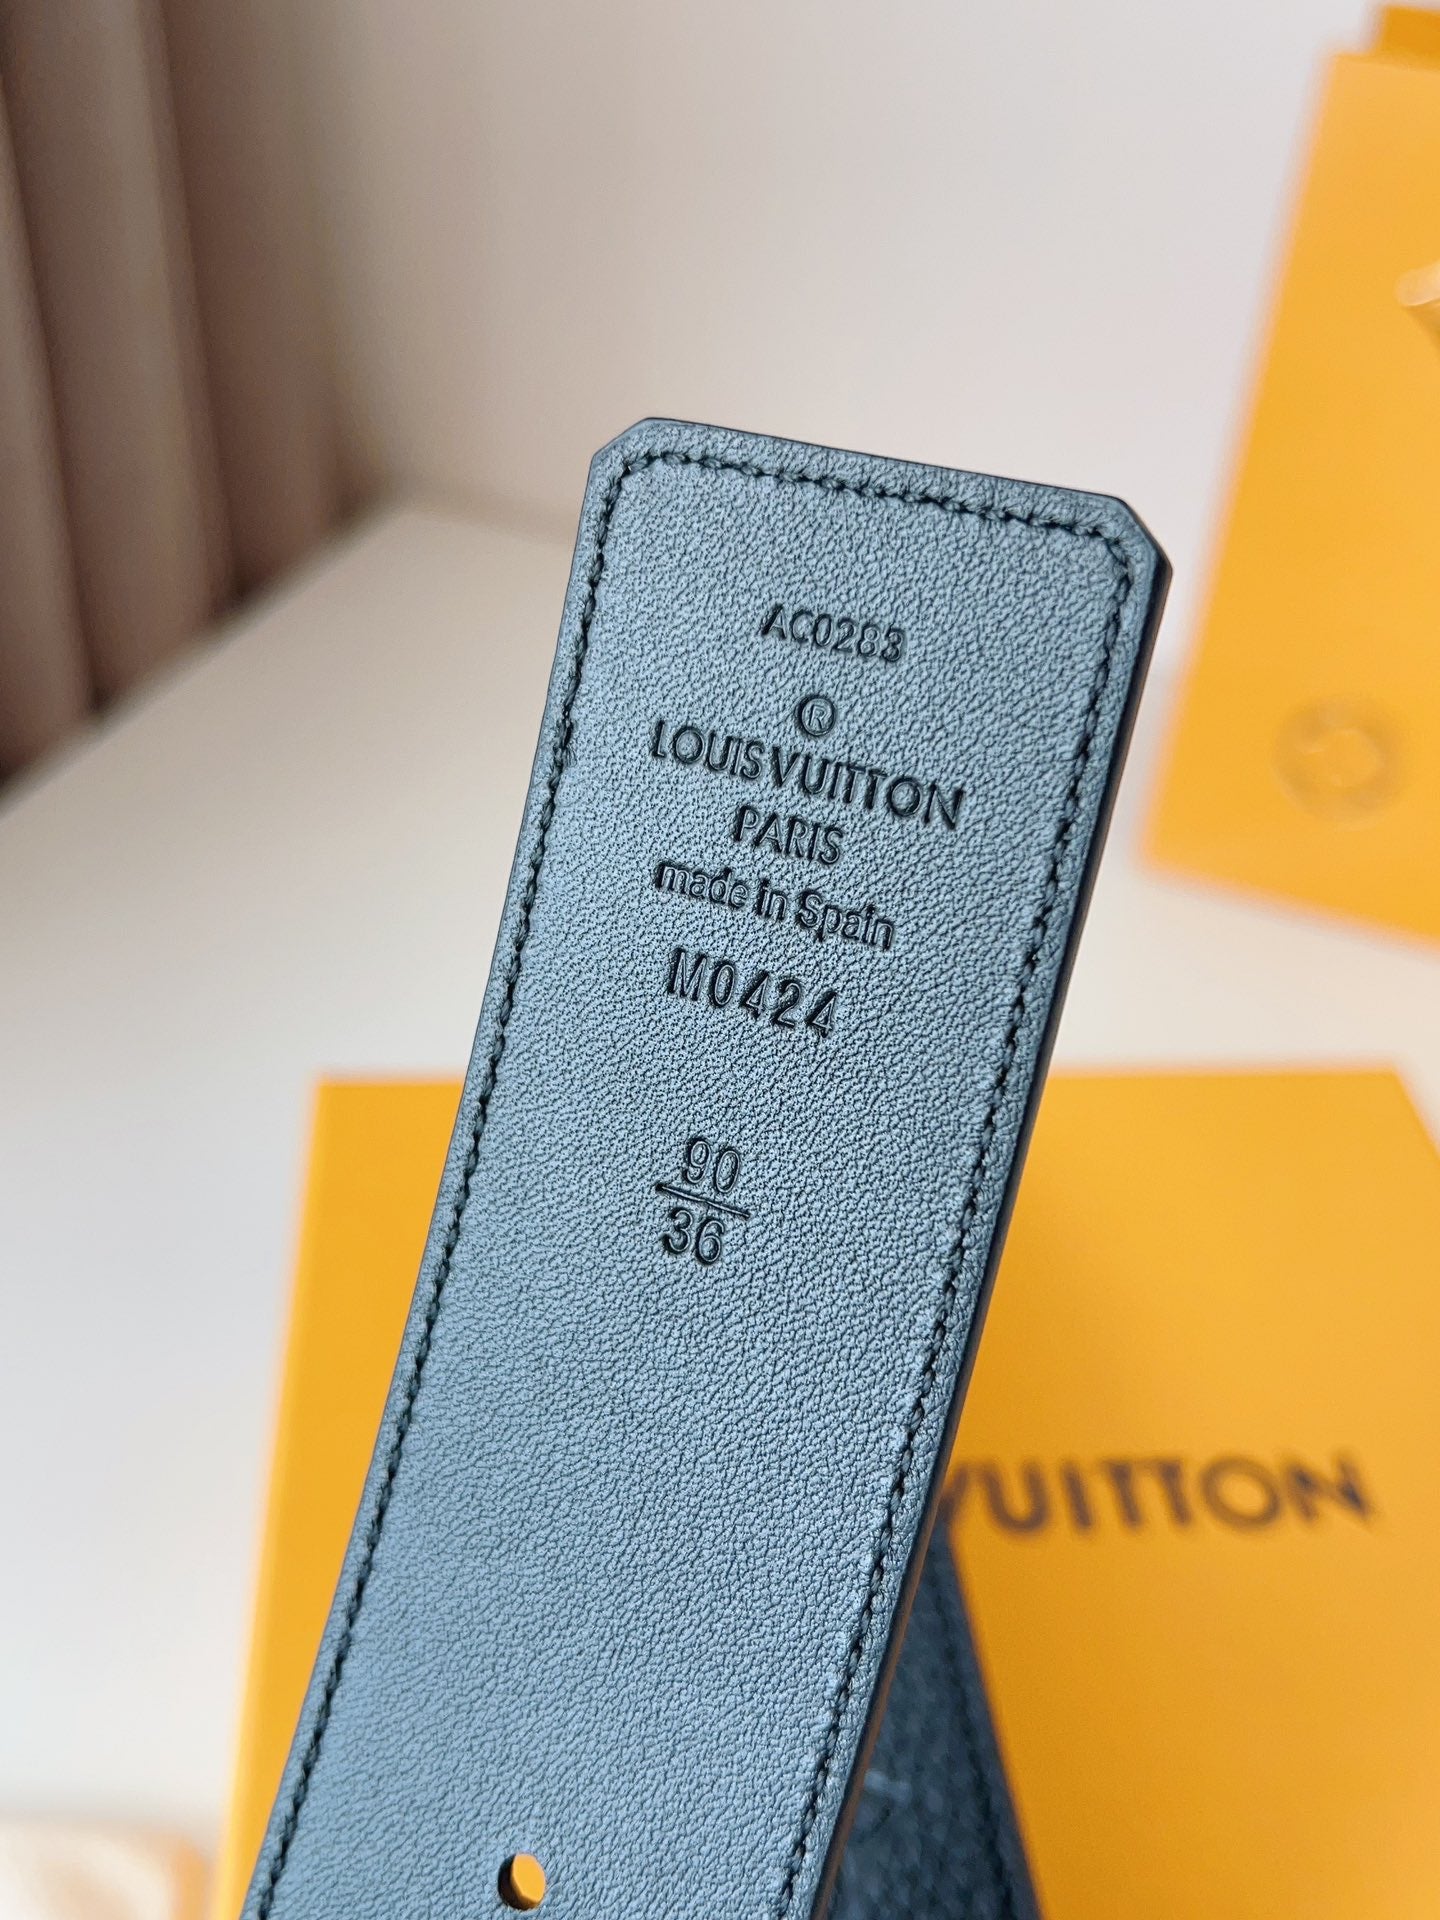 AC0283
®
LOUIS VUITTON
PARIS
made in Spain
M0424
90
36
VUITTON